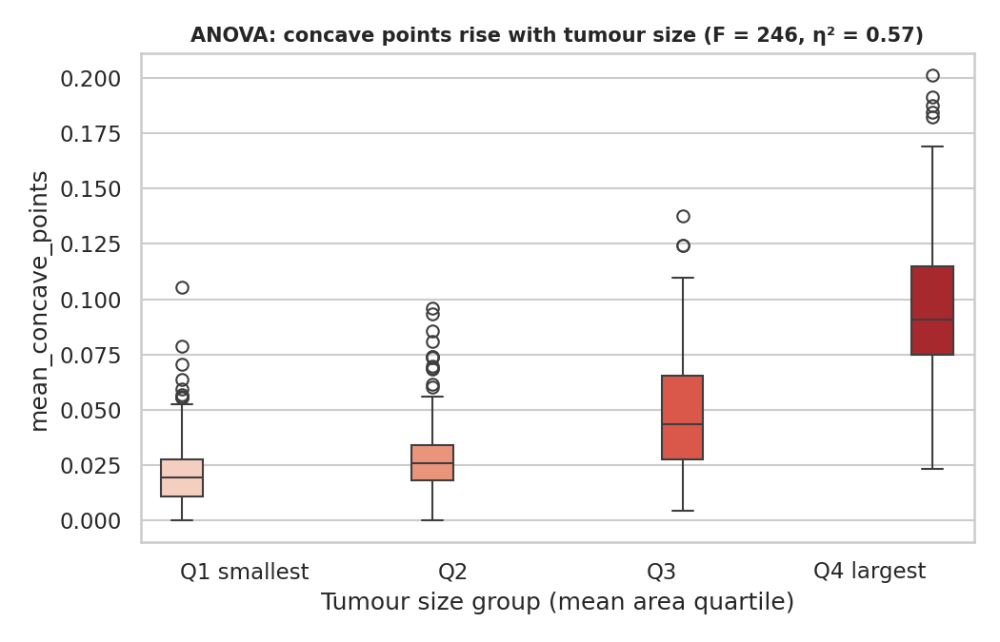 ANOVA: concave points rise with tumour size (F = 246, η² = 0.57)
mean_concave_points
0.200
0.175
0.150
0.125
0.100
0.075
0.050
0.025
0.000
Q1 smallest Q2 Q3 Q4 largest
Tumour size group (mean area quartile)